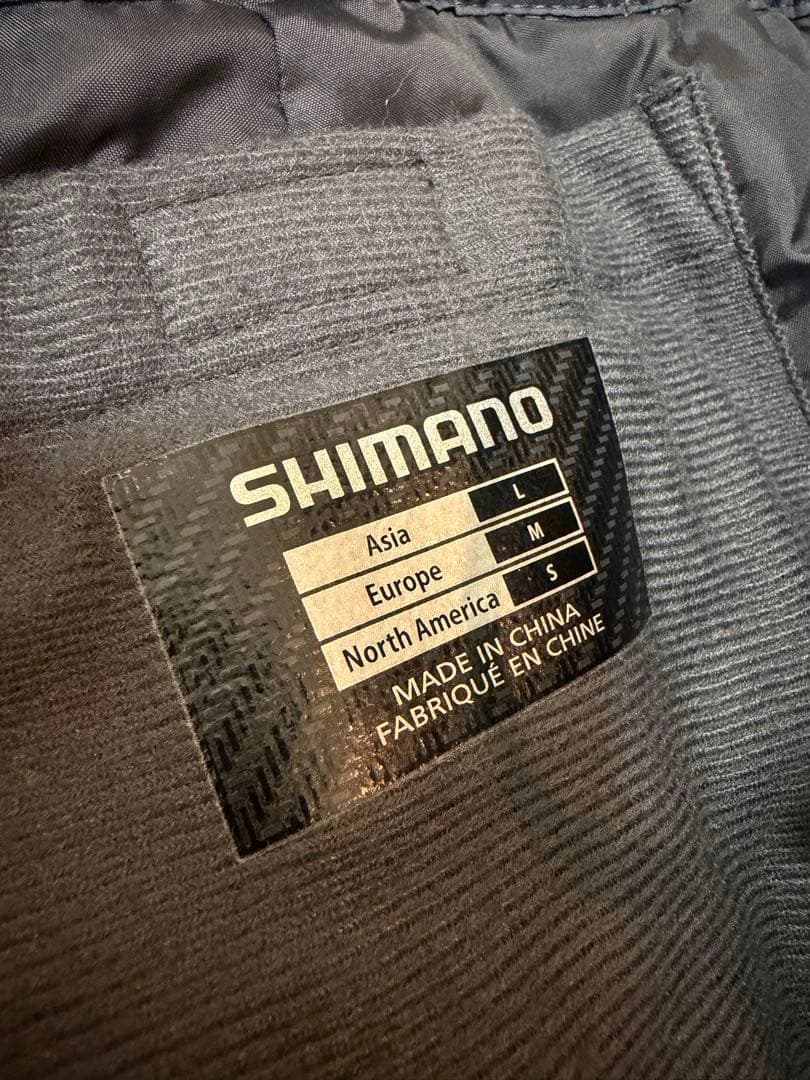 SHIMANO
Asia L
Europe M
North America S
MADE IN CHINA
FABRIQUÉ EN CHINE